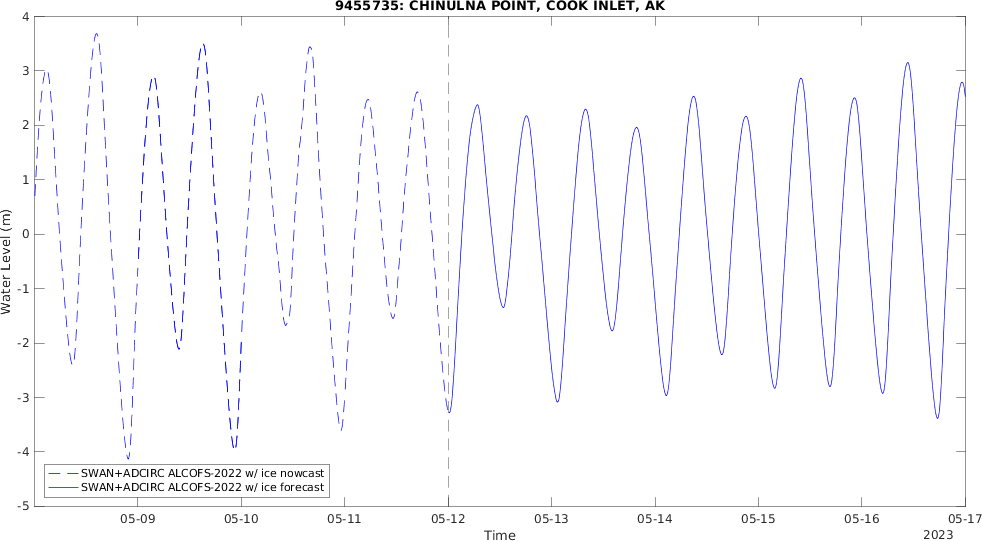 9455735: CHINULNA POINT, COOK INLET, AK
4
3
2
1
0
-1
-2
-3
-4
-5
Water Level (m)
SWAN+ADCIRC ALCOFS-2022 w/ ice nowcast
SWAN+ADCIRC ALCOFS-2022 w/ ice forecast
05-09 05-10 05-11 05-12 05-13 05-14 05-15 05-16 05-17
Time
2023